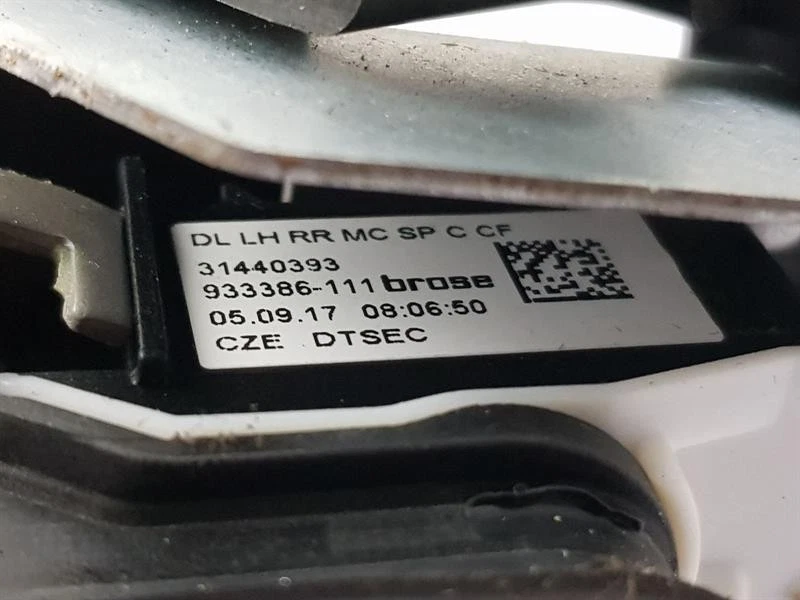 DL LH RR MC SP C CF
31440393
933386-111 brose
05.09.17 08:06:50
CZE DTSEC